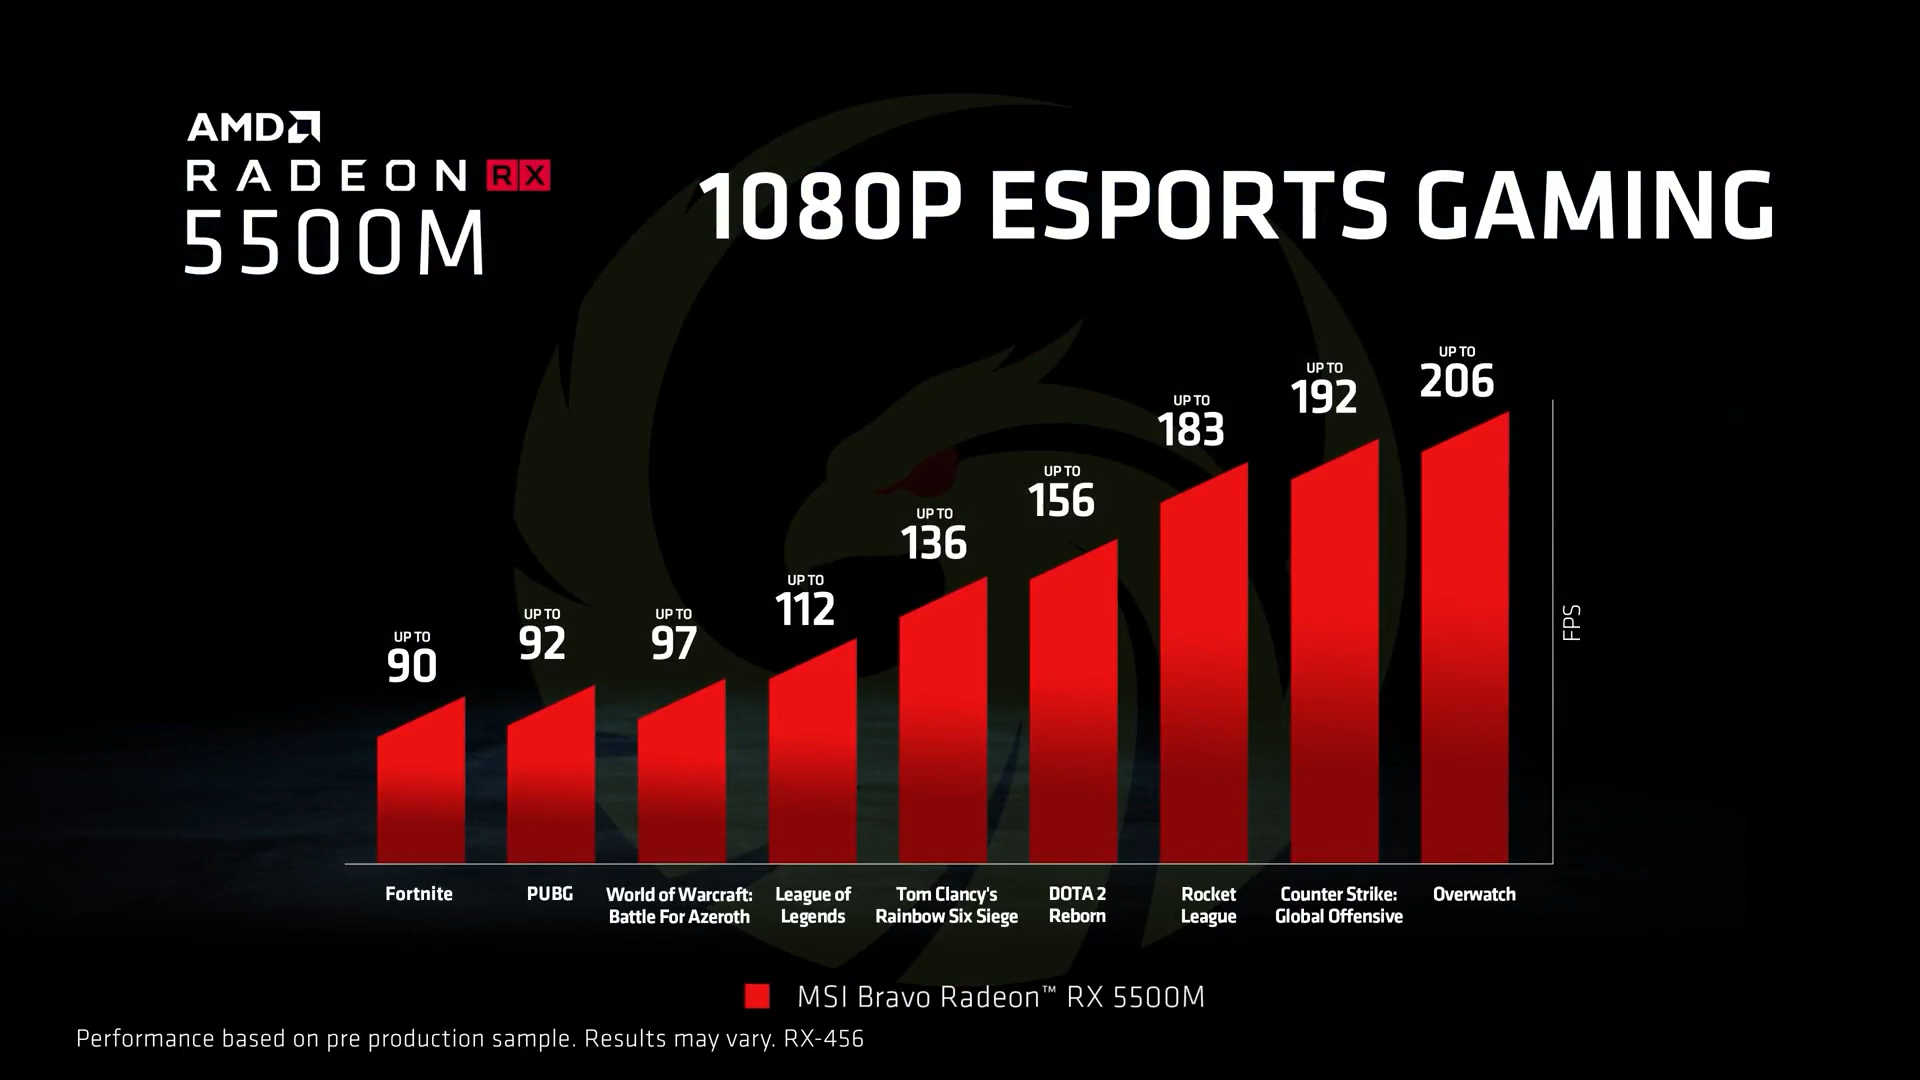 AMD
RADEON RX
5500M
1080P ESPORTS GAMING
UP TO
90
UP TO
92
UP TO
97
UP TO
112
UP TO
136
UP TO
156
UP TO
183
UP TO
192
UP TO
206
FPS
Fortnite
PUBG
World of Warcraft:
Battle For Azeroth
League of
Legends
Tom Clancy's
Rainbow Six Siege
DOTA 2
Reborn
Rocket
League
Counter Strike:
Global Offensive
Overwatch
MSI Bravo Radeon™ RX 5500M
Performance based on pre production sample. Results may vary. RX-456